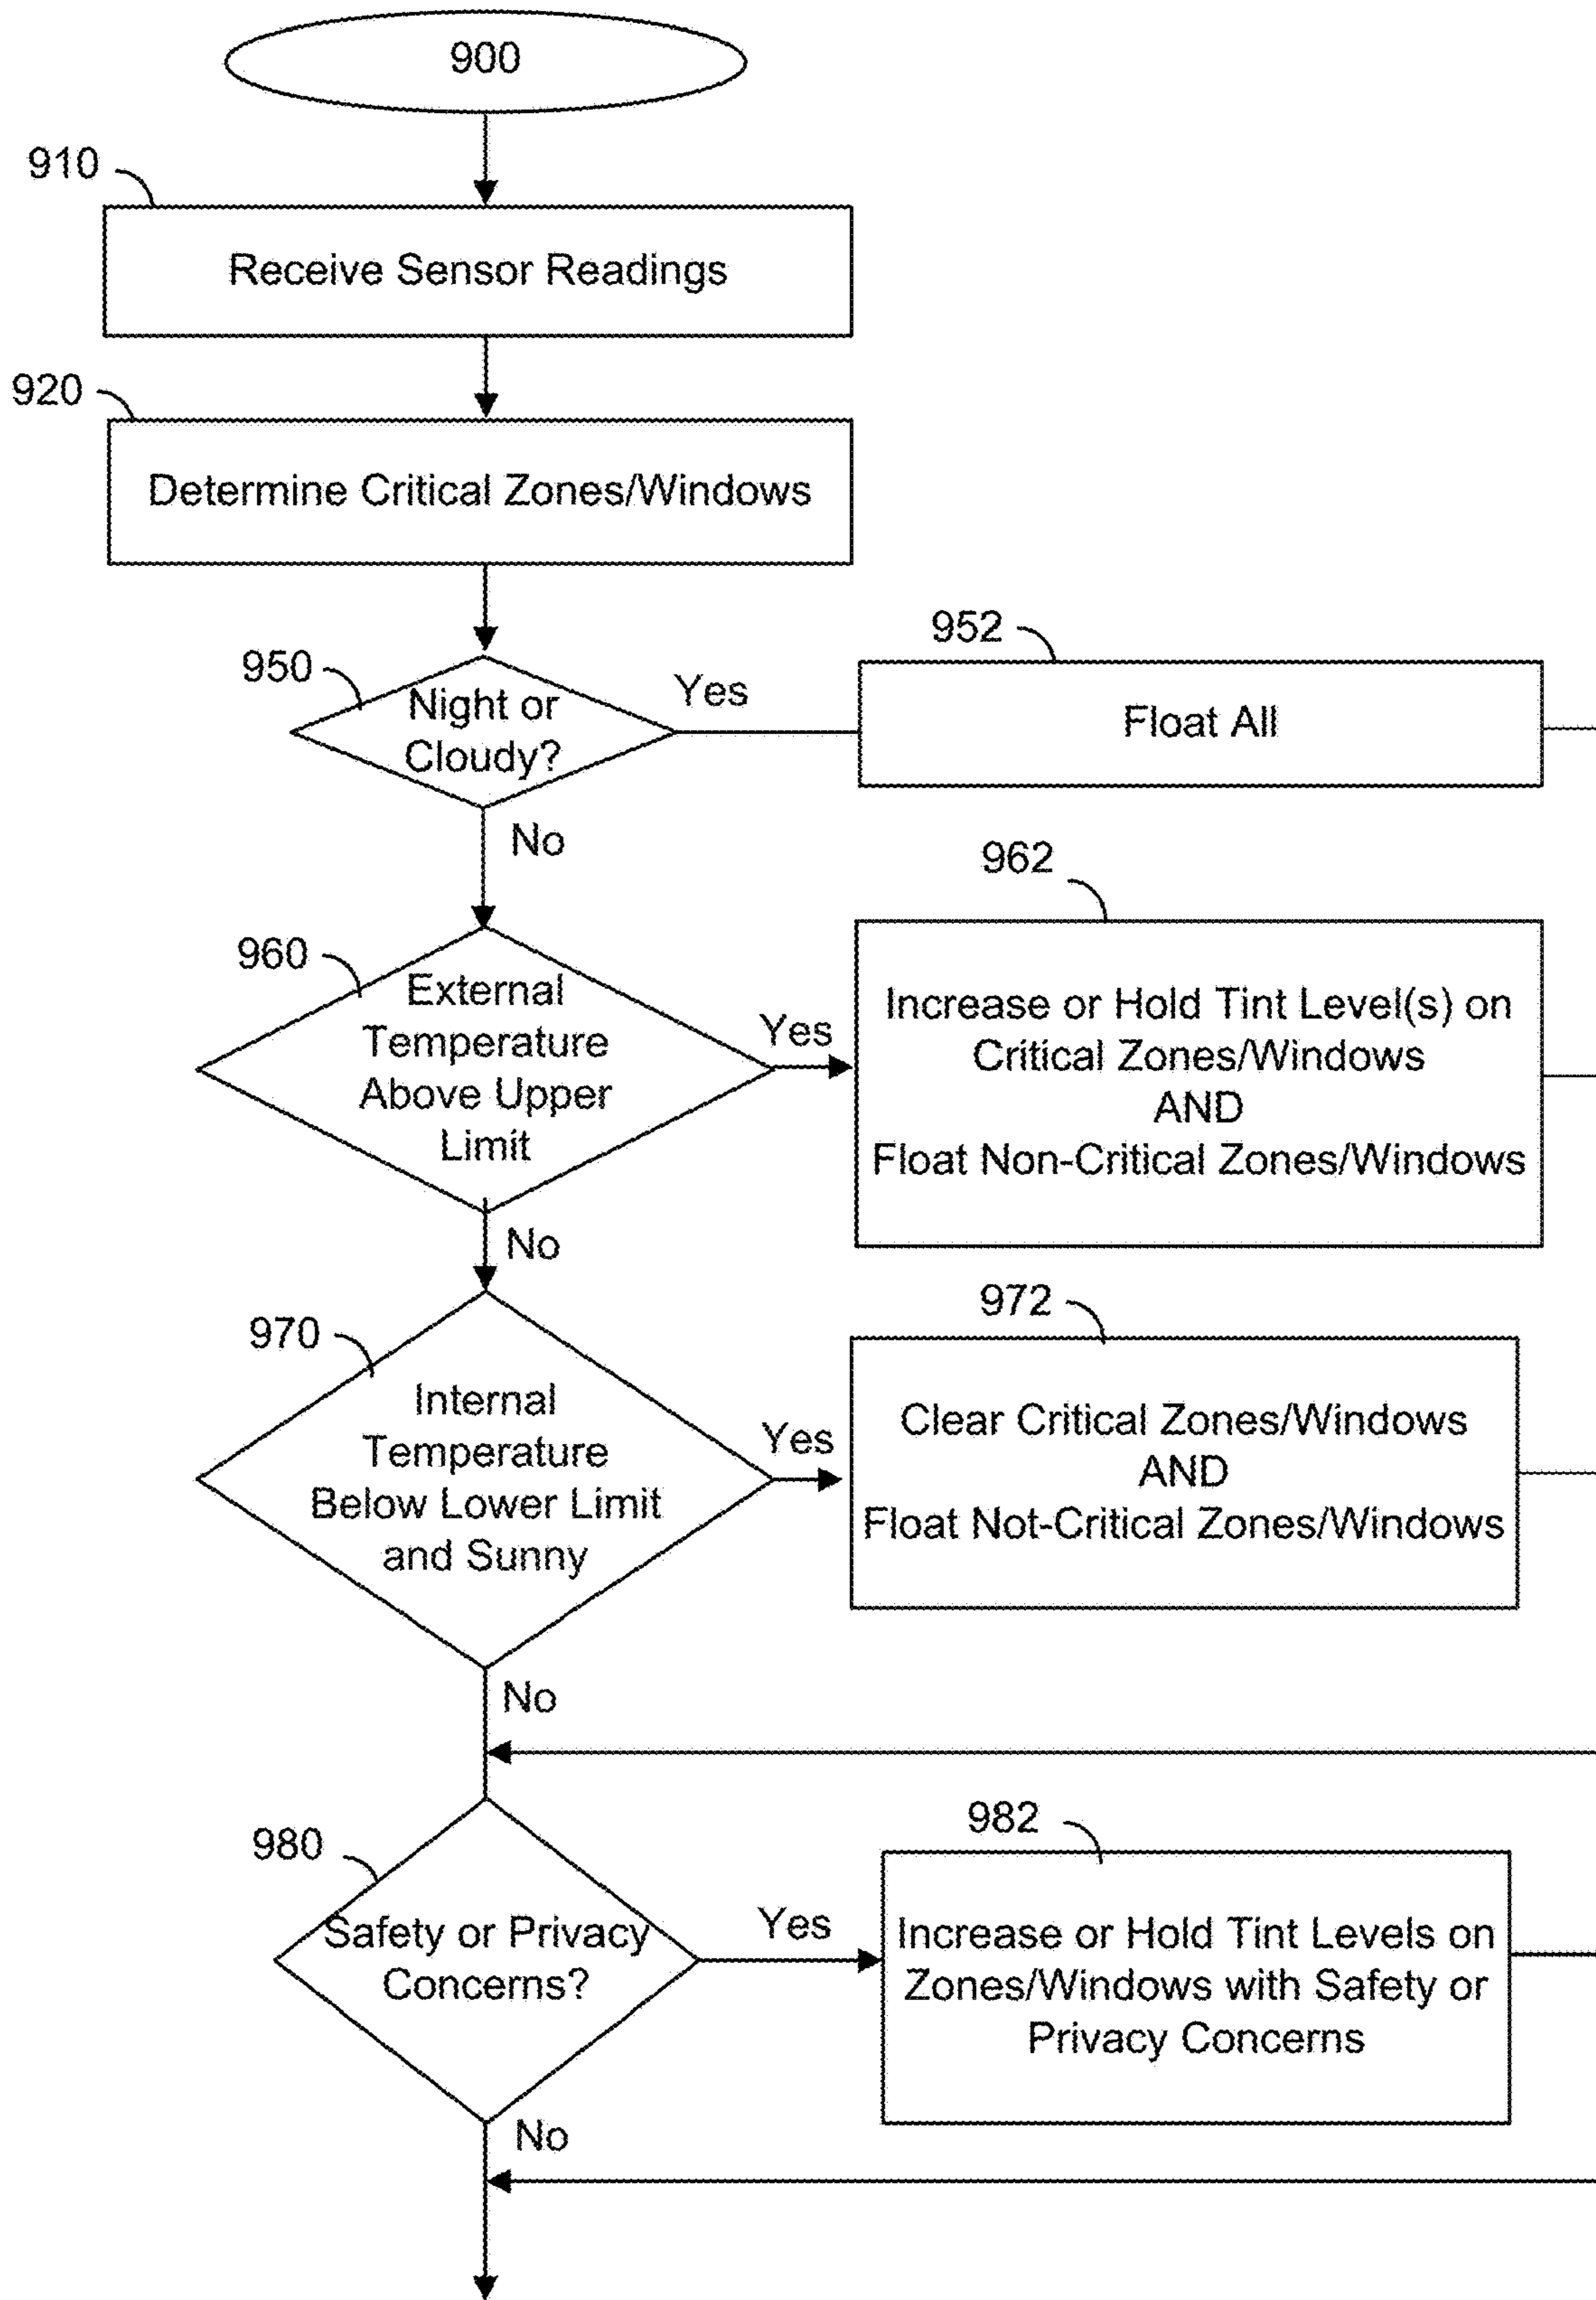 900
910
Receive Sensor Readings
920
Determine Critical Zones/Windows
950
Night or
Cloudy?
Yes
952
Float All
No
960
External
Temperature
Above Upper
Limit
Yes
962
Increase or Hold Tint Level(s) on
Critical Zones/Windows
AND
Float Non-Critical Zones/Windows
No
970
Internal
Temperature
Below Lower Limit
and Sunny
Yes
972
Clear Critical Zones/Windows
AND
Float Not-Critical Zones/Windows
No
980
Safety or Privacy
Concerns?
Yes
982
Increase or Hold Tint Levels on
Zones/Windows with Safety or
Privacy Concerns
No